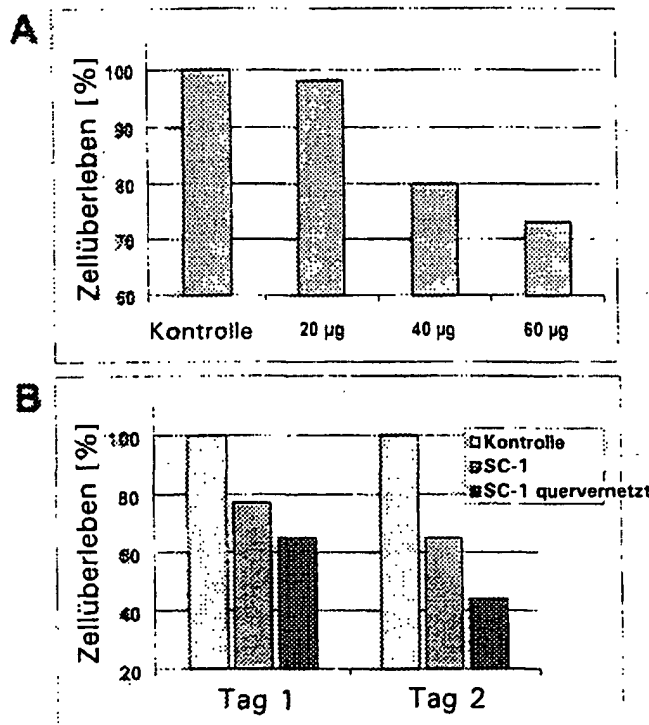 A
Zellüberleben [%]
100
90
80
70
60
Kontrolle 20 µg 40 µg 60 µg
B
Zellüberleben [%]
100
80
60
40
20
Kontrolle
SC-1
SC-1 quervernetzt
Tag 1 Tag 2